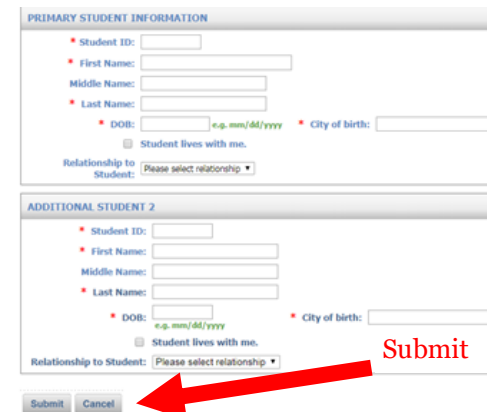 PRIMARY STUDENT INFORMATION
* Student ID:
* First Name:
Middle Name:
* Last Name:
* DOB: e.g. mm/dd/yyyy * City of birth:
Student lives with me.
Relationship to
Student: Please select relationship
ADDITIONAL STUDENT 2
* Student ID:
* First Name:
Middle Name:
* Last Name:
* DOB: * City of birth:
e.g. mm/dd/yyyy
Student lives with me.
Submit
Relationship to Student: Please select relationship
Submit Cancel